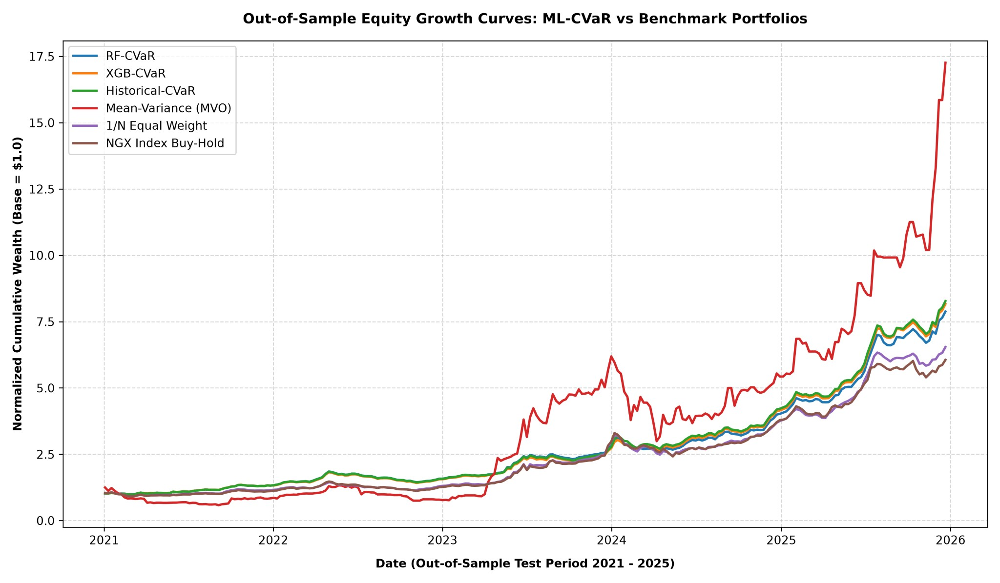 Out-of-Sample Equity Growth Curves: ML-CVaR vs Benchmark Portfolios
RF-CVaR
XGB-CVaR
Historical-CVaR
Mean-Variance (MVO)
1/N Equal Weight
NGX Index Buy-Hold
Normalized Cumulative Wealth (Base = $1.0)
17.5
15.0
12.5
10.0
7.5
5.0
2.5
0.0
2021
2022
2023
2024
2025
2026
Date (Out-of-Sample Test Period 2021 - 2025)